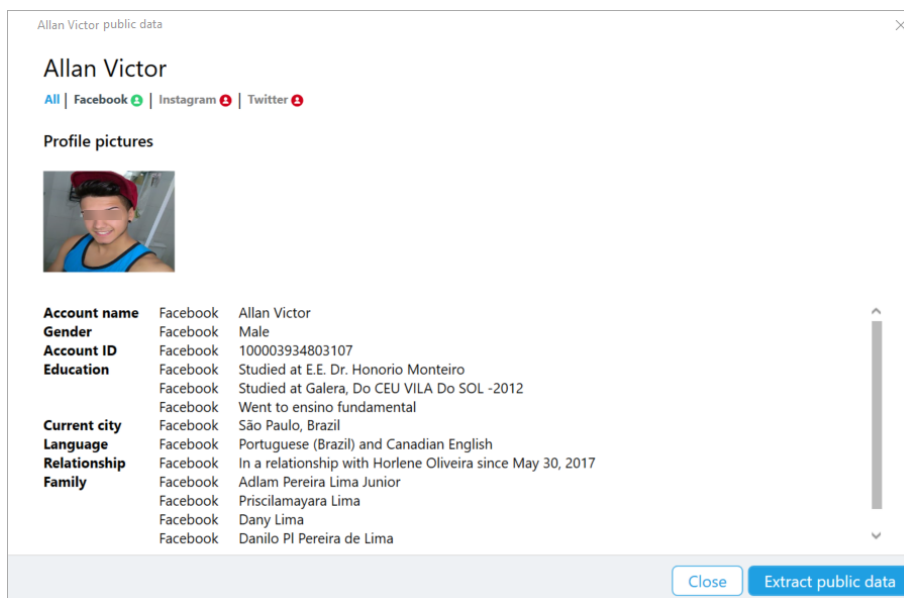 Allan Victor public data
Allan Victor
All | Facebook | Instagram | Twitter
Profile pictures
Account name Facebook Allan Victor
Gender Facebook Male
Account ID Facebook 100003934803107
Education Facebook Studied at E.E. Dr. Honorio Monteiro
Facebook Studied at Galera, Do CEU VILA Do SOL -2012
Facebook Went to ensino fundamental
Current city Facebook São Paulo, Brazil
Language Facebook Portuguese (Brazil) and Canadian English
Relationship Facebook In a relationship with Horlene Oliveira since May 30, 2017
Family Facebook Adlam Pereira Lima Junior
Facebook Priscilamayara Lima
Facebook Dany Lima
Facebook Danilo Pl Pereira de Lima
Close Extract public data